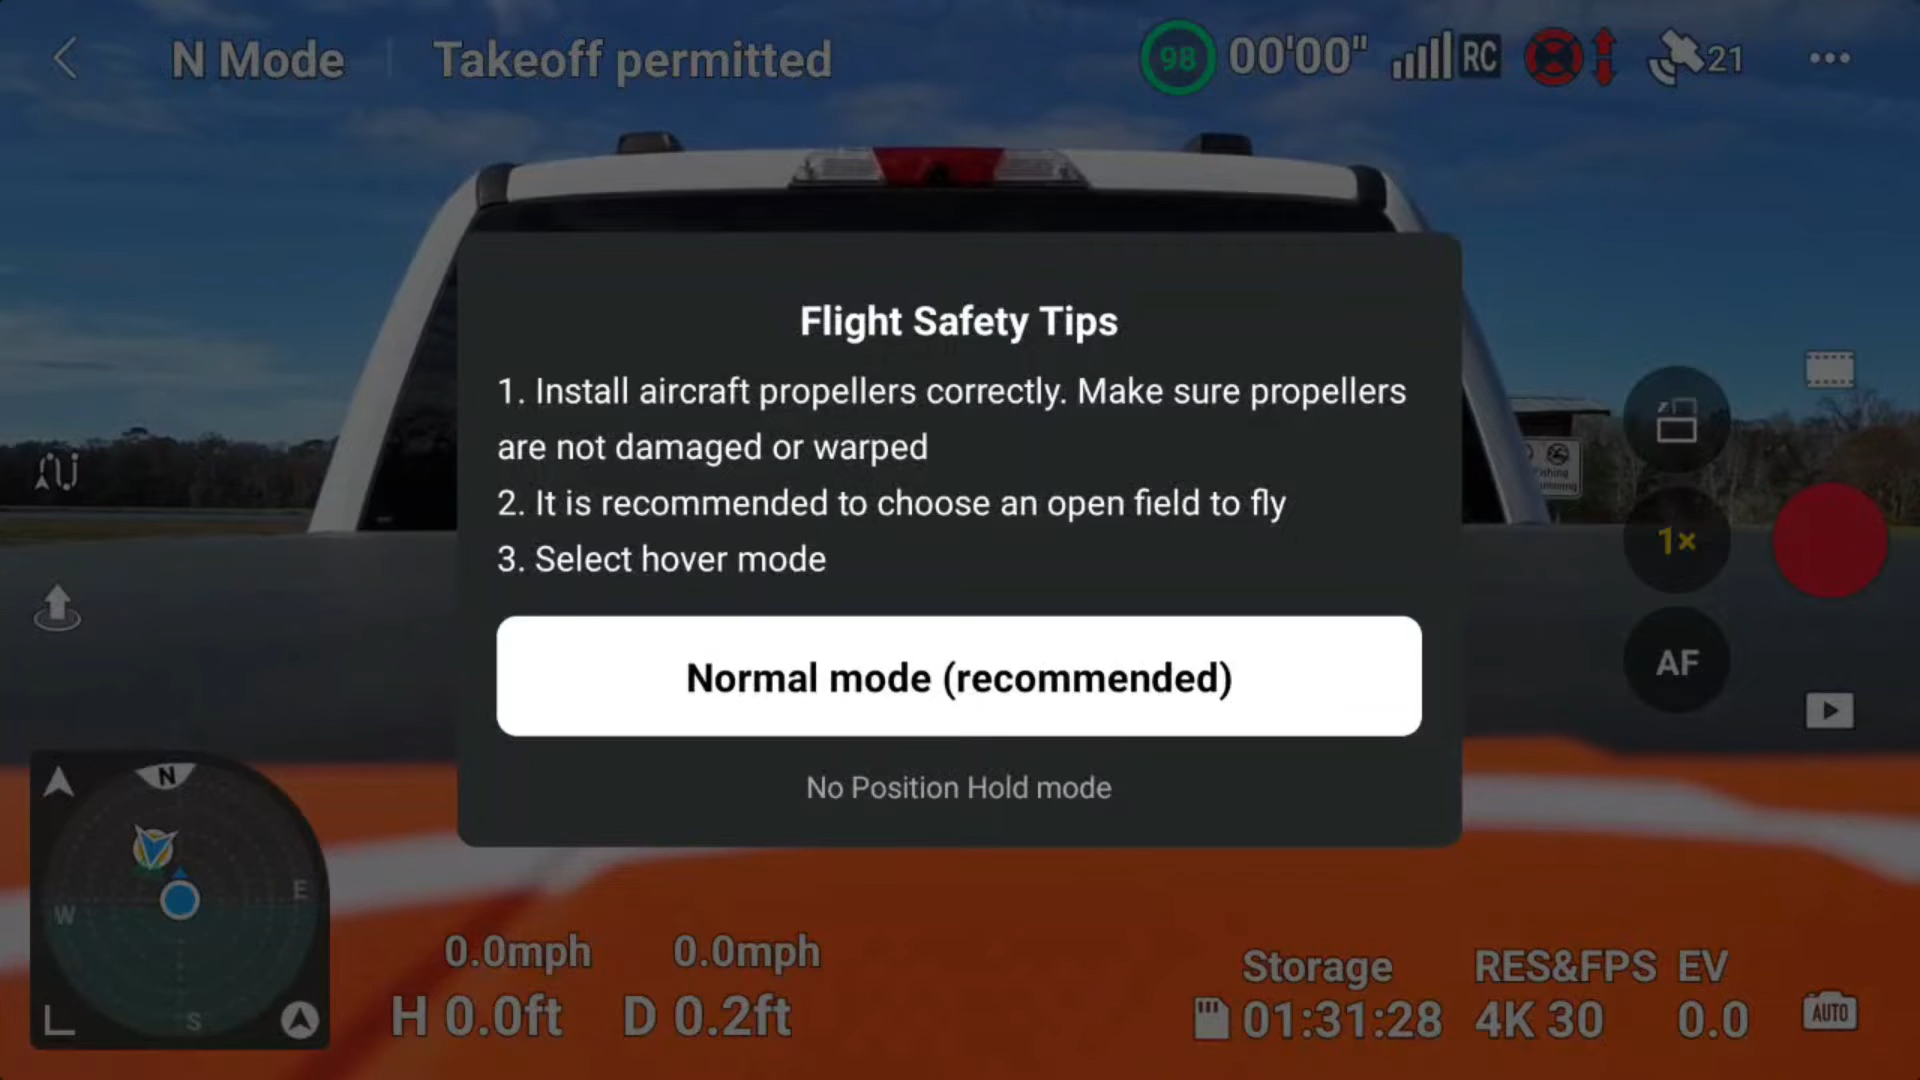 N Mode
Takeoff permitted
98
00'00"
RC
21
Flight Safety Tips
1. Install aircraft propellers correctly. Make sure propellers
are not damaged or warped
2. It is recommended to choose an open field to fly
3. Select hover mode
Normal mode (recommended)
No Position Hold mode
1×
AF
N
W
E
S
0.0mph
0.0mph
H 0.0ft
D 0.2ft
Storage
01:31:28
RES&FPS
4K 30
EV
0.0
AUTO